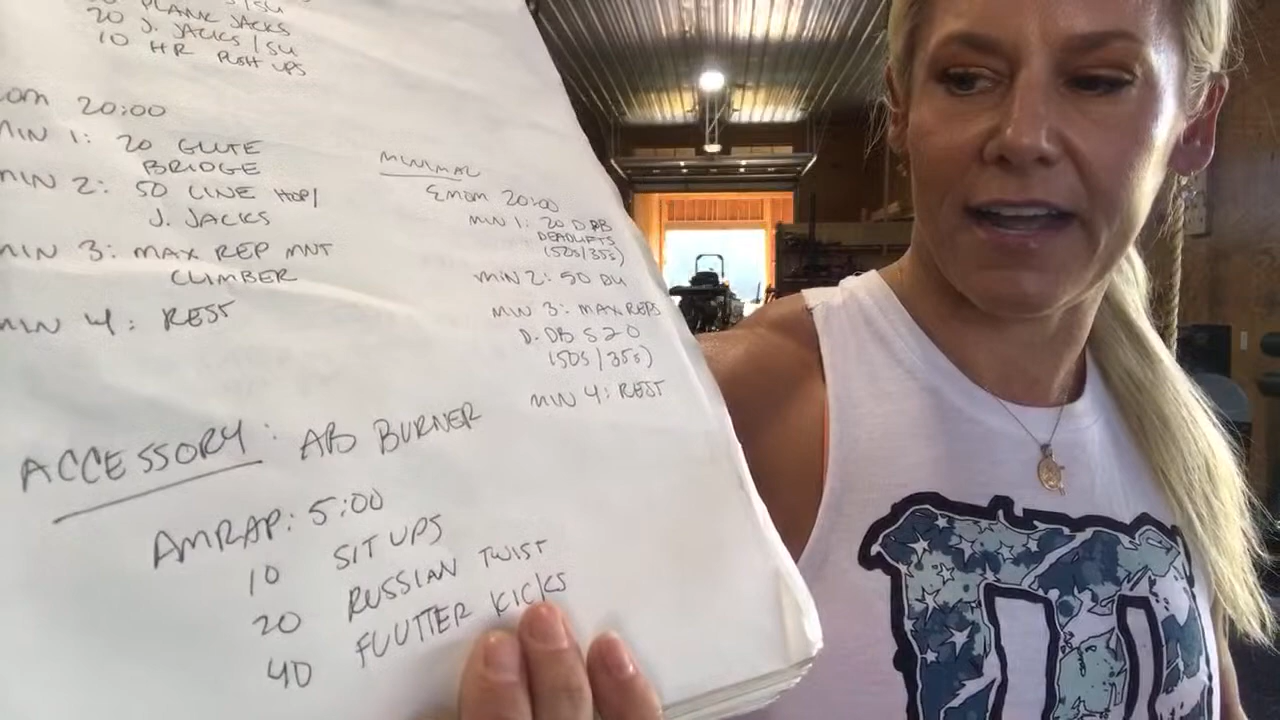 PLANK JACKS
20 J. JACKS/SU
10 HR PUSH UPS
20:00
MIN 1: 20 GLUTE
BRIDGE
MIN 2: 50 LINE HOP/
J. JACKS
MIN 3: MAX REP MNT
CLIMBER
MIN 4: REST
MINIMAL
EMOM 20:00
MIN 1: 20 D DB
DEADLIFTS
(50s/35s)
MIN 2: 50 DU
MIN 3: MAX REPS
D. DB S2O
(50s/35s)
MIN 4: REST
ACCESSORY: AB BURNER
AMRAP: 5:00
10 SIT UPS
20 RUSSIAN TWIST
40 FLUTTER KICKS